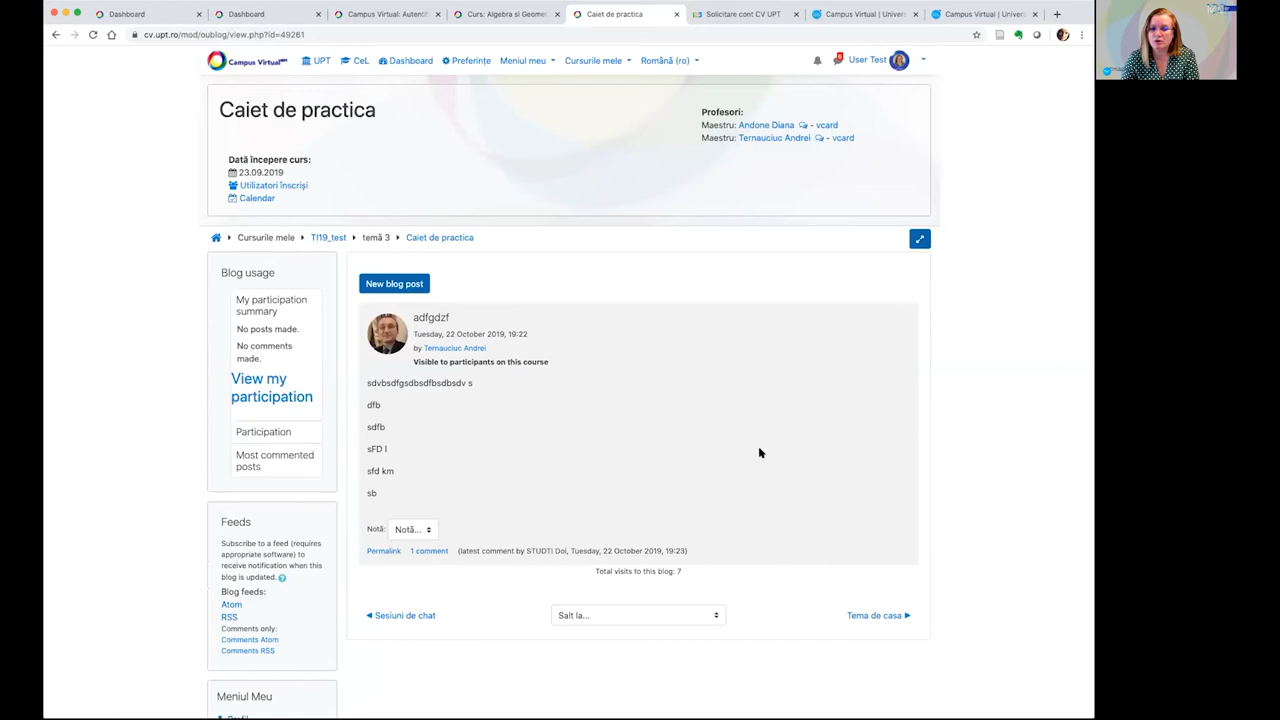 Dashboard
Dashboard
Campus Virtual: Autentifi
Curs: Algebra si Geomet
Caiet de practica
Solicitare cont CV UPT
Campus Virtual | Univers
Campus Virtual | Univers
cv.upt.ro/mod/oublog/view.php?id=49261
Campus Virtual UPT
UPT
CeL
Dashboard
Preferințe
Meniul meu
Cursurile mele
Română (ro)
User Test
Caiet de practica
Profesori:
Maestru: Andone Diana - vcard
Maestru: Ternauciuc Andrei - vcard
Dată începere curs:
23.09.2019
Utilizatori înscriși
Calendar
Cursurile mele
TI19_test
temă 3
Caiet de practica
Blog usage
My participation
summary
No posts made.
No comments
made.
View my
participation
Participation
Most commented
posts
New blog post
adfgdzf
Tuesday, 22 October 2019, 19:22
by Ternauciuc Andrei
Visible to participants on this course
sdvbsdfgsdbsdfbsdbsdv s
dfb
sdfb
sFD l
sfd km
sb
Notă: Notă...
Permalink 1 comment (latest comment by STUDTI Doi, Tuesday, 22 October 2019, 19:23)
Total visits to this blog: 7
Sesiuni de chat
Salt la...
Tema de casa
Feeds
Subscribe to a feed (requires
appropriate software) to
receive notification when this
blog is updated.
Blog feeds:
Atom
RSS
Comments only:
Comments Atom
Comments RSS
Meniul Meu